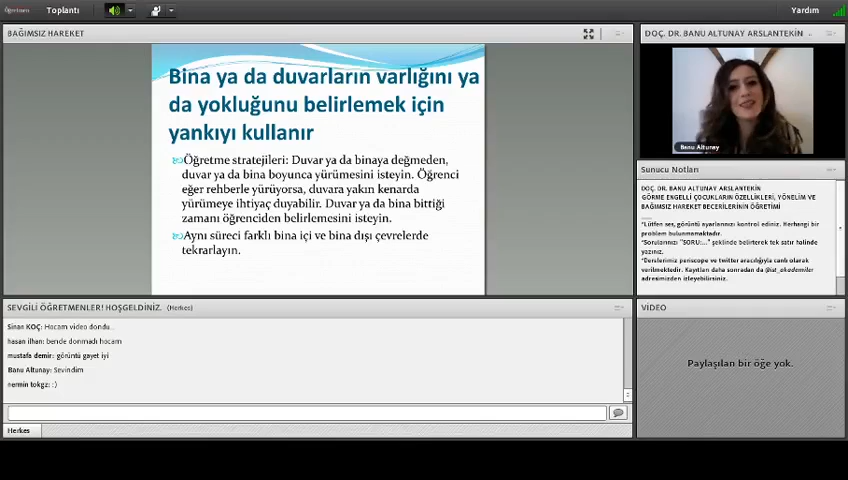 Öğretmen Toplantı Yardım
BAĞIMSIZ HAREKET
Bina ya da duvarların varlığını ya
da yokluğunu belirlemek için
yankıyı kullanır
Öğretme stratejileri: Duvar ya da binaya değmeden,
duvar ya da bina boyunca yürümesini isteyin. Öğrenci
eğer rehberle yürüyorsa, duvara yakın kenarda
yürümeye ihtiyaç duyabilir. Duvar ya da bina bittiği
zamanı öğrenciden belirlemesini isteyin.
Aynı süreci farklı bina içi ve bina dışı çevrelerde
tekrarlayın.
DOÇ. DR. BANU ALTUNAY ARSLANTEKİN ..
Banu Altunay
Sunucu Notları
DOÇ. DR. BANU ALTUNAY ARSLANTEKİN
GÖRME ENGELLİ ÇOCUKLARIN ÖZELLİKLERİ, YÖNELİM VE
BAĞIMSIZ HAREKET BECERİLERİNİN ÖĞRETİMİ
*Lütfen ses, görüntü ayarlarınızı kontrol ediniz. Herhangi bir
problem bulunmamaktadır.
*Sorularınızı "SORU:..." şeklinde belirterek tek satır halinde
yazınız.
*Derslerimiz periscope ve twitter aracılığıyla canlı olarak
verilmektedir. Kayıtları daha sonradan da @ist_akademiler
adresimizden izleyebilirsiniz.
SEVGİLİ ÖĞRETMENLER! HOŞGELDİNİZ. (Herkes)
Sinan KOÇ: Hocam video dondu..
hasan ilhan: bende donmadı hocam
mustafa demir: görüntü gayet iyi
Banu Altunay: Sevindim
nermin tokgz: :)
Herkes
VİDEO
Paylaşılan bir öğe yok.